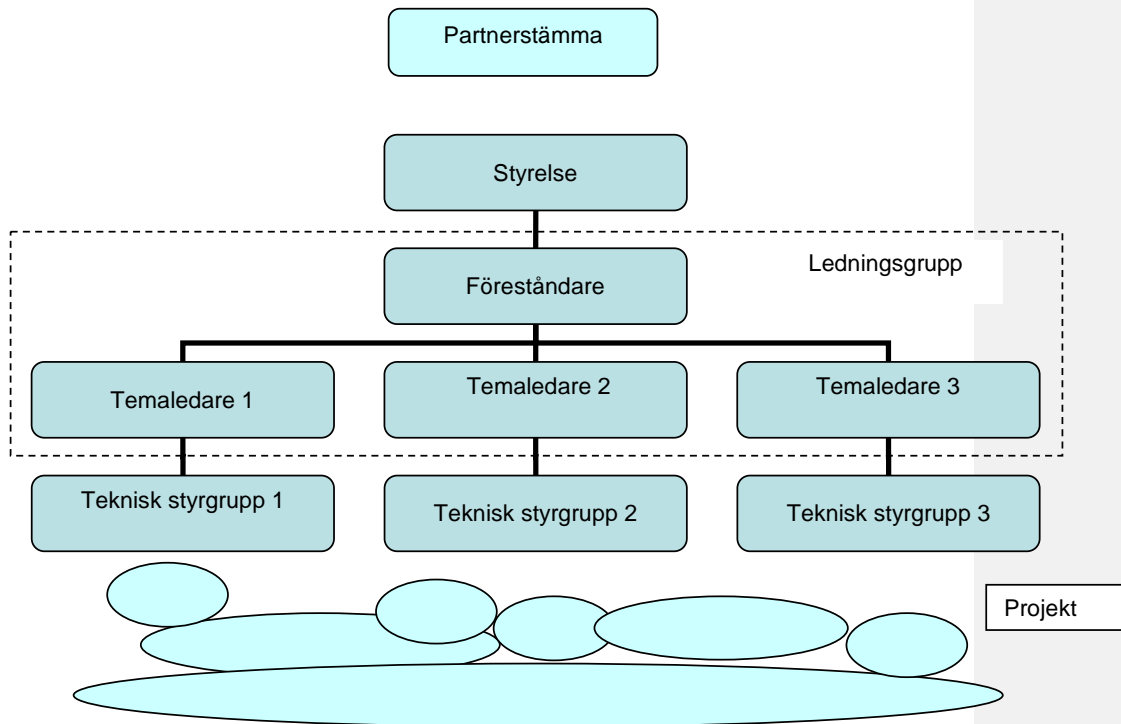 Partnerstämma
Styrelse
Föreståndare
Ledningsgrupp
Temaledare 1
Temaledare 2
Temaledare 3
Teknisk styrgrupp 1
Teknisk styrgrupp 2
Teknisk styrgrupp 3
Projekt